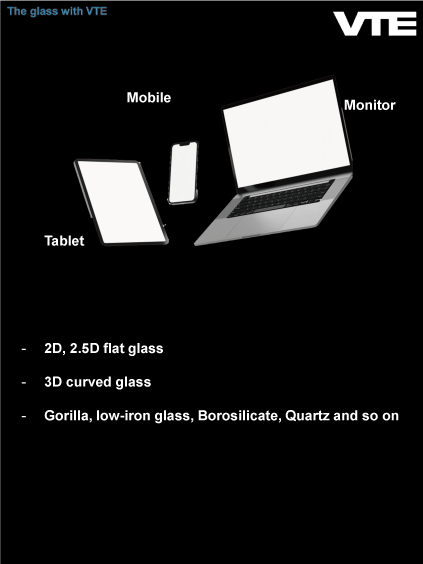 The glass with VTE
VTE
Mobile
Monitor
Tablet
- 2D, 2.5D flat glass
- 3D curved glass
- Gorilla, low-iron glass, Borosilicate, Quartz and so on